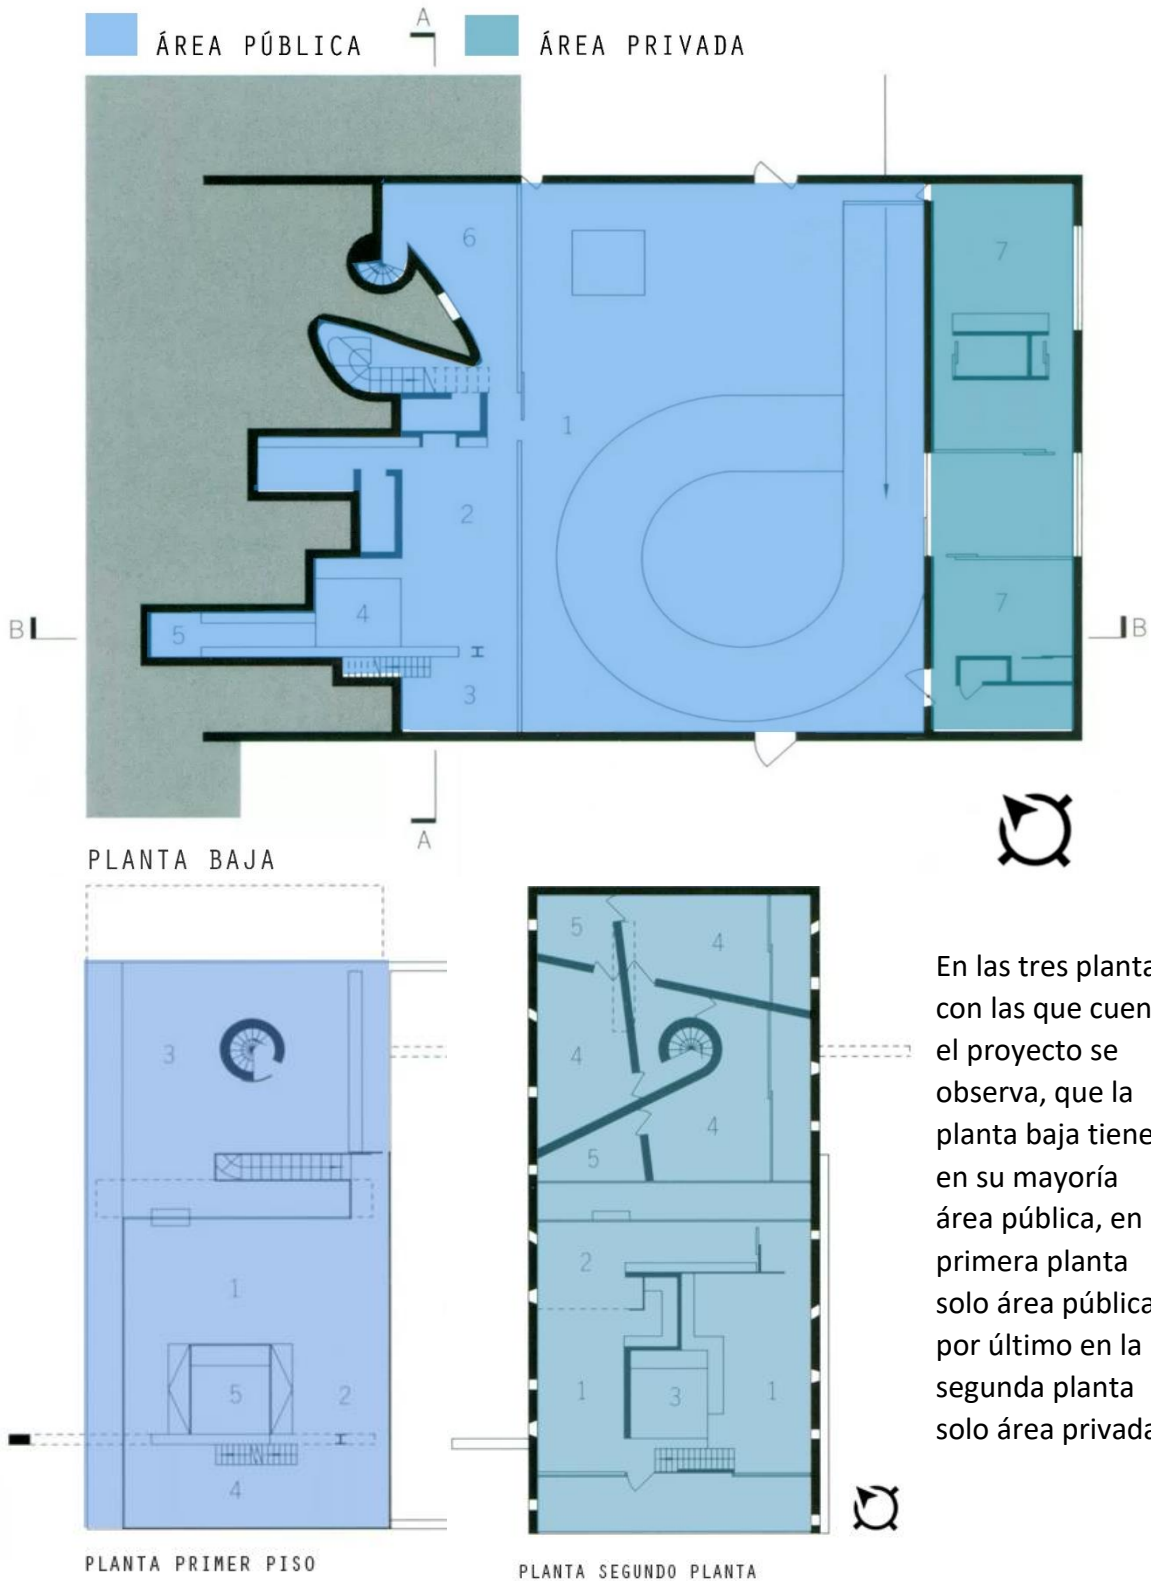 ÁREA PÚBLICA
A
ÁREA PRIVADA
6
7
1
2
4
B
B
5
7
3
A
PLANTA BAJA
5
4
3
4
4
5
1
2
5
2
1
3
1
4
En las tres planta
con las que cuen
el proyecto se
observa, que la
planta baja tiene
en su mayoría
área pública, en
primera planta
solo área pública
por último en la
segunda planta
solo área privada
PLANTA PRIMER PISO
PLANTA SEGUNDO PLANTA